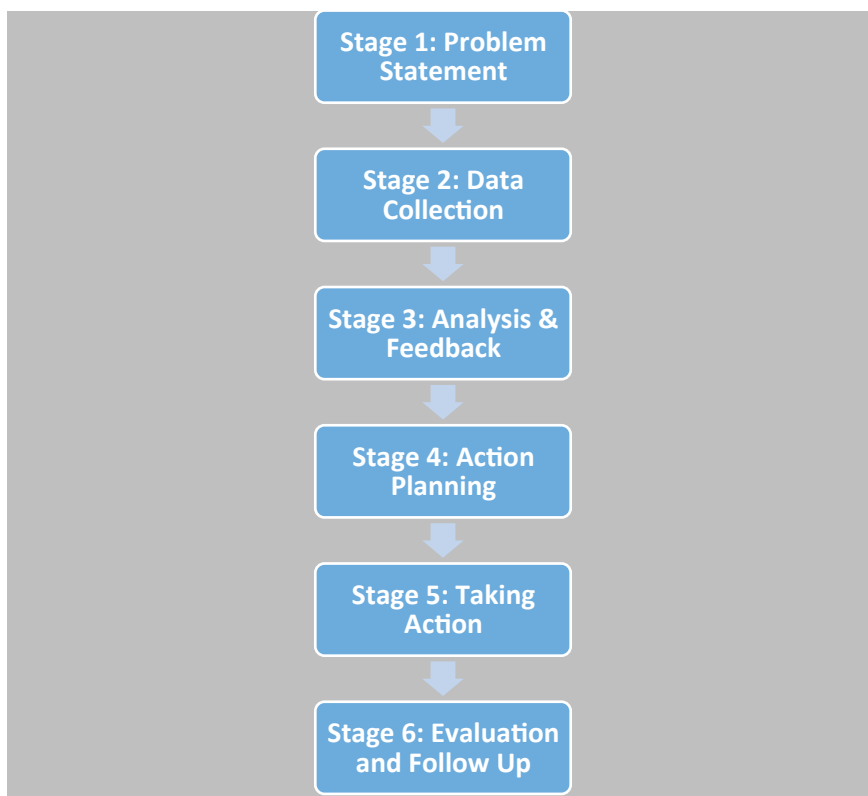 Stage 1: Problem
Statement
Stage 2: Data
Collection
Stage 3: Analysis &
Feedback
Stage 4: Action
Planning
Stage 5: Taking
Action
Stage 6: Evaluation
and Follow Up